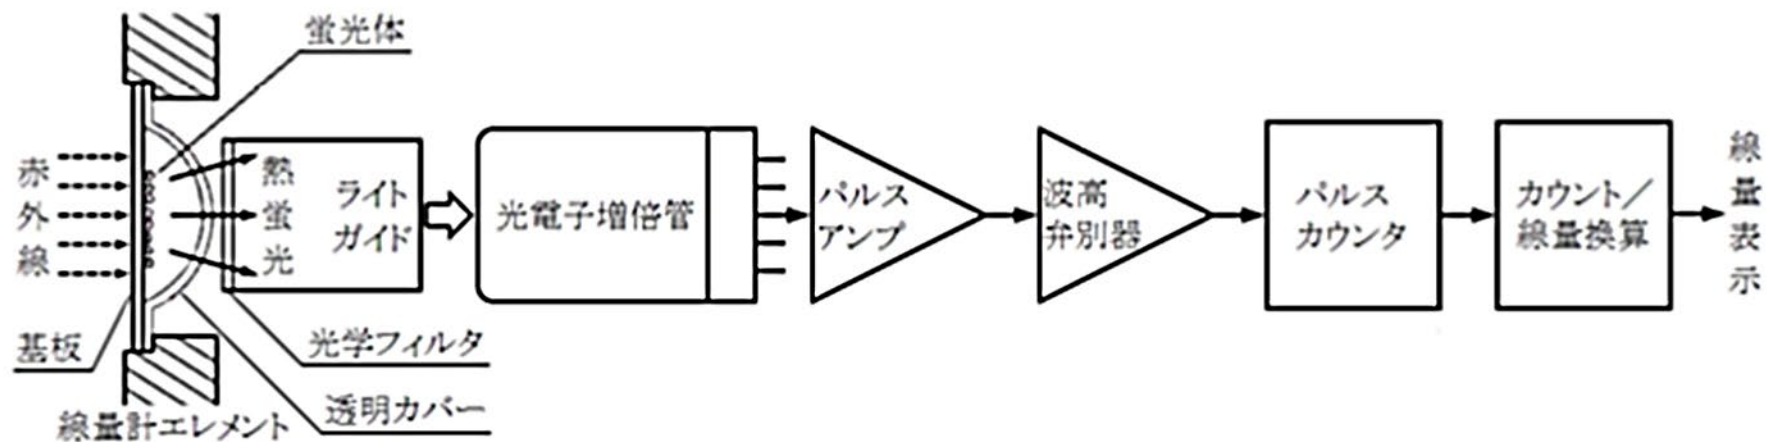 蛍光体
赤外線
熱蛍光
ライト
ガイド
光電子増倍管
パルス
アンプ
波高
弁別器
パルス
カウンタ
カウント/
線量換算
線量表示
基板
光学フィルタ
透明カバー
線量計エレメント